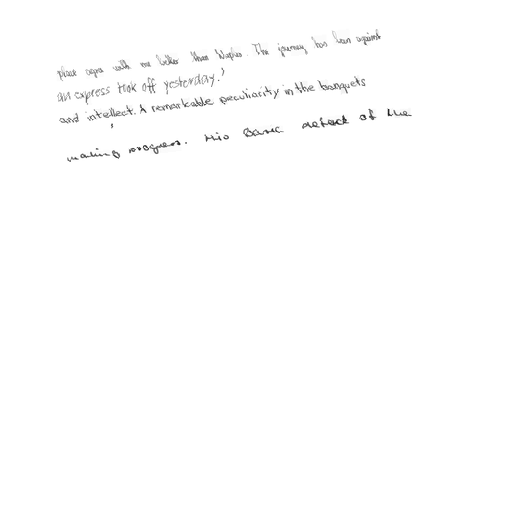 place agree with me better than Naples. The journey has been against
an express took off yesterday.'
and intellect. A remarkable peculiarity in the banquets
making progress. His basic defect of the